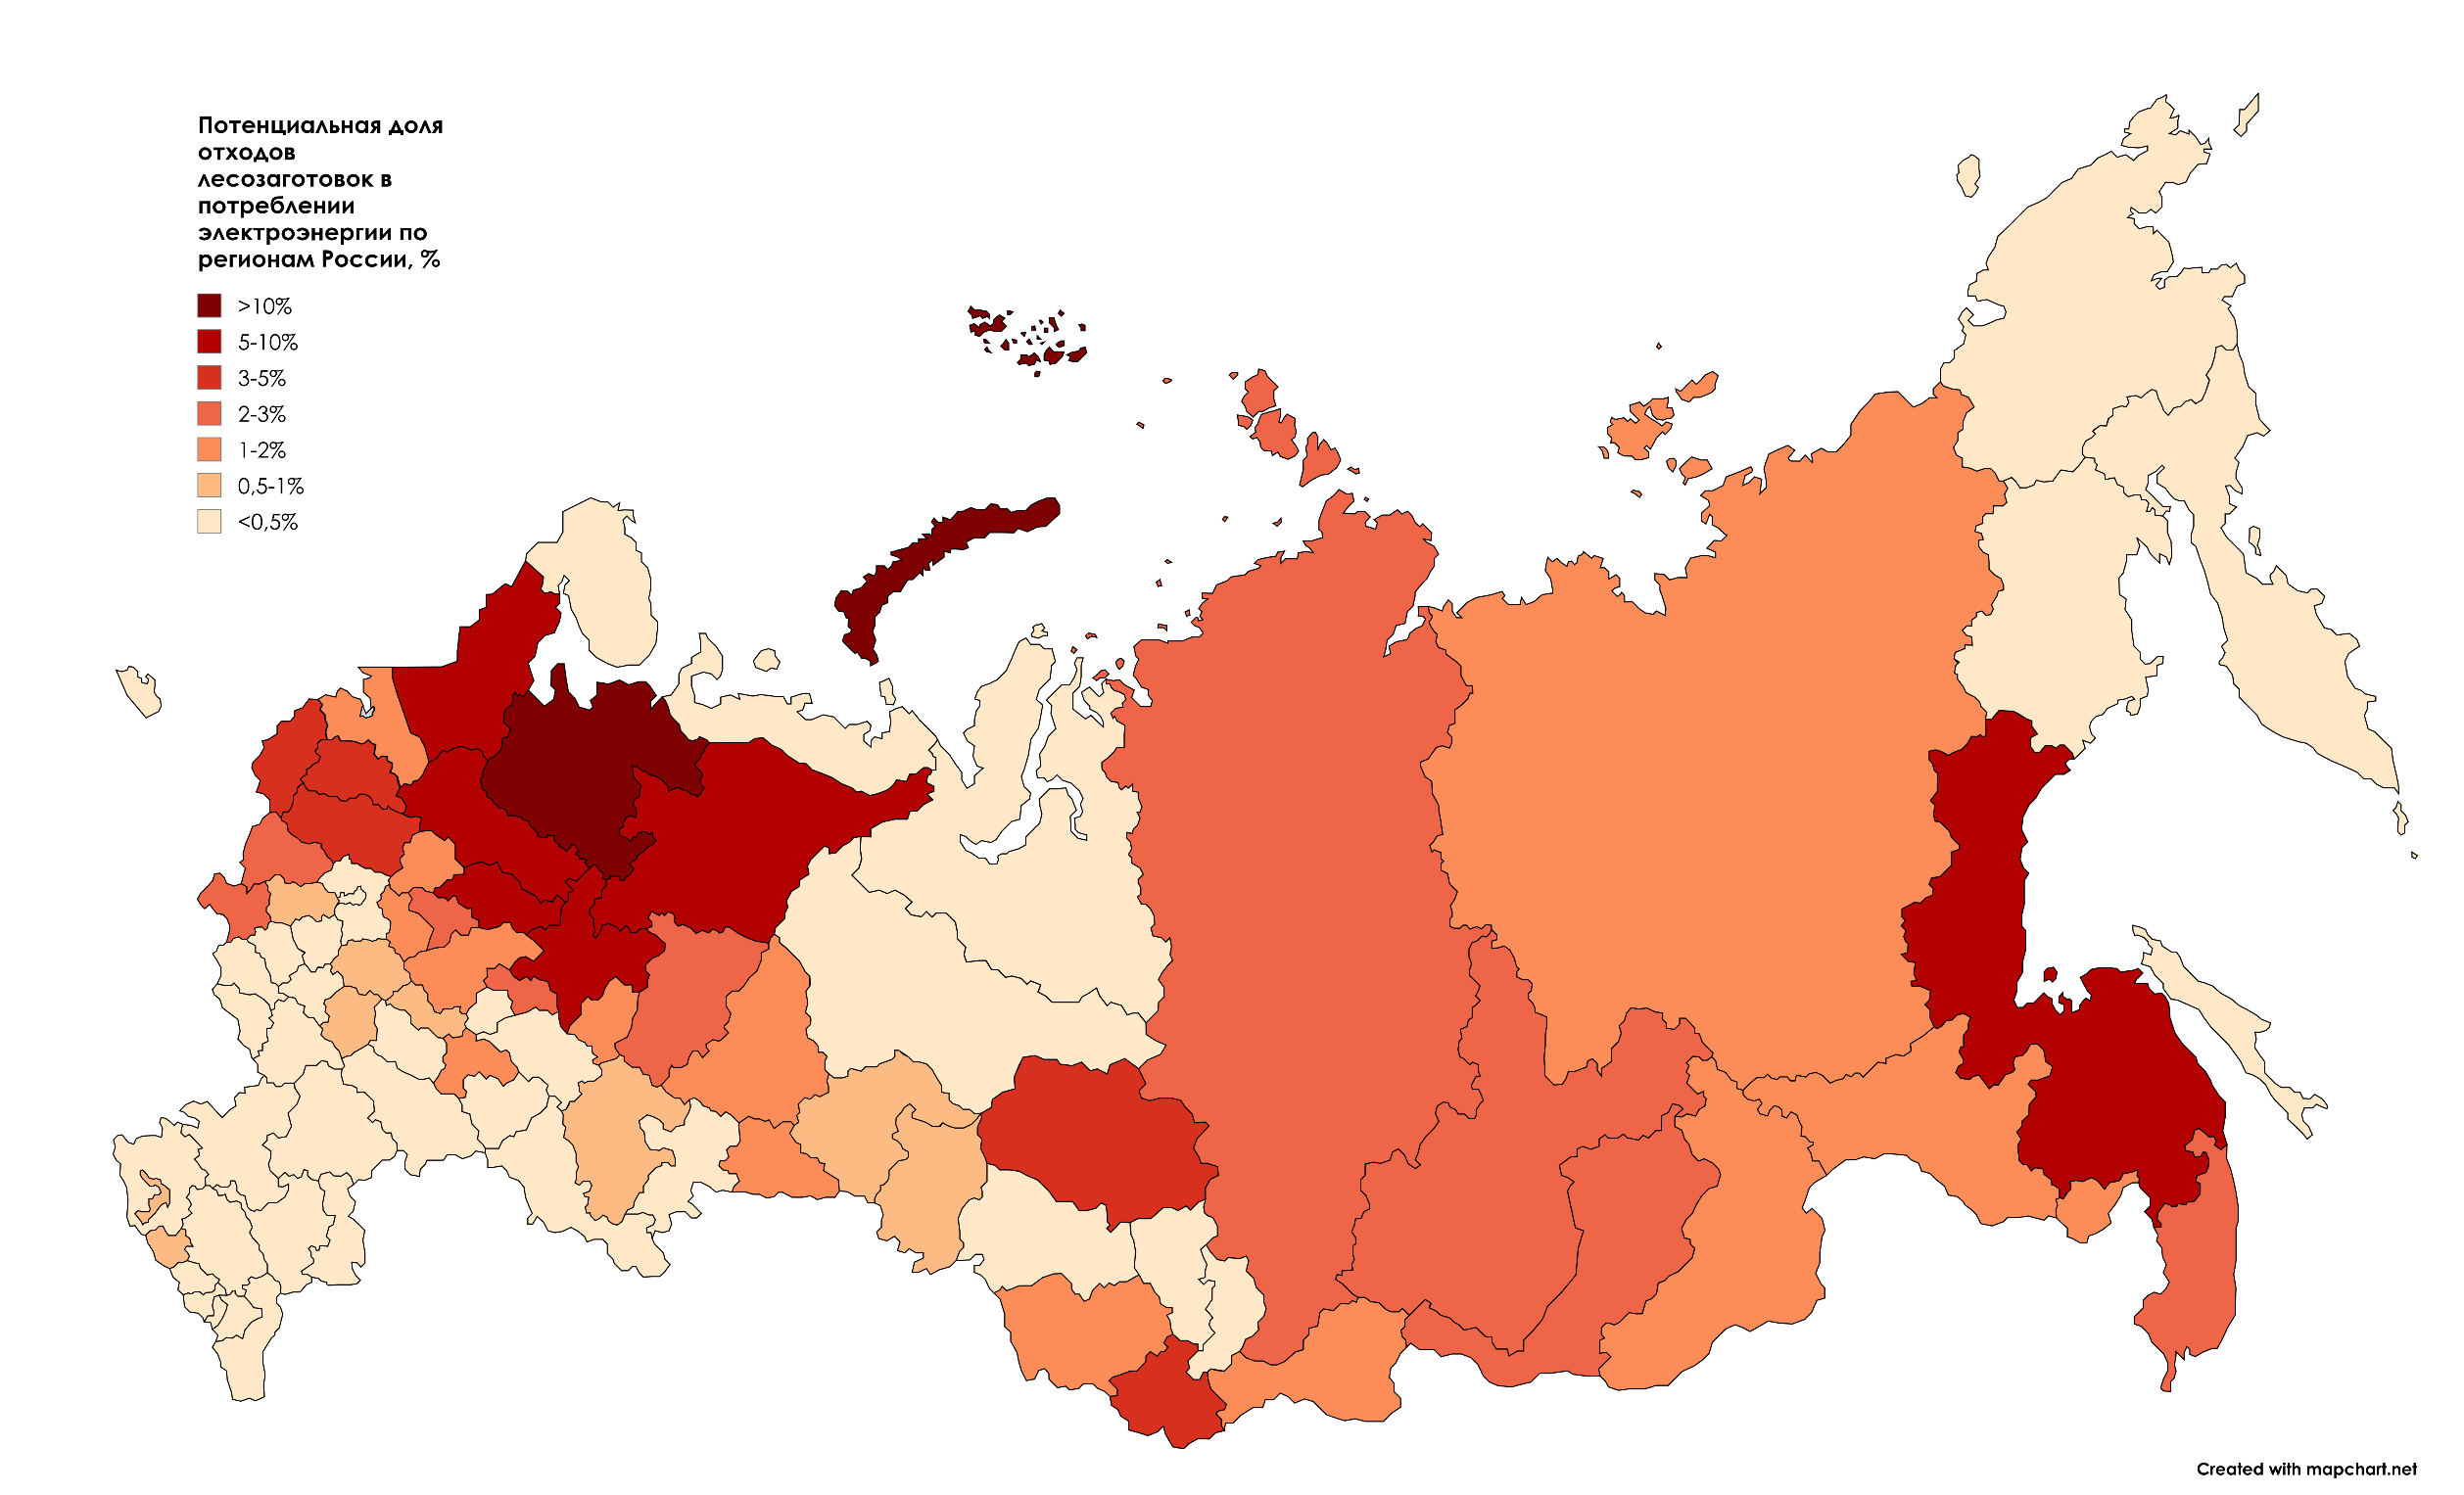 Потенциальная доля
отходов
лесозаготовок в
потреблении
электроэнергии по
регионам России, %
>10%
5-10%
3-5%
2-3%
1-2%
0,5-1%
<0,5%
Created with mapchart.net